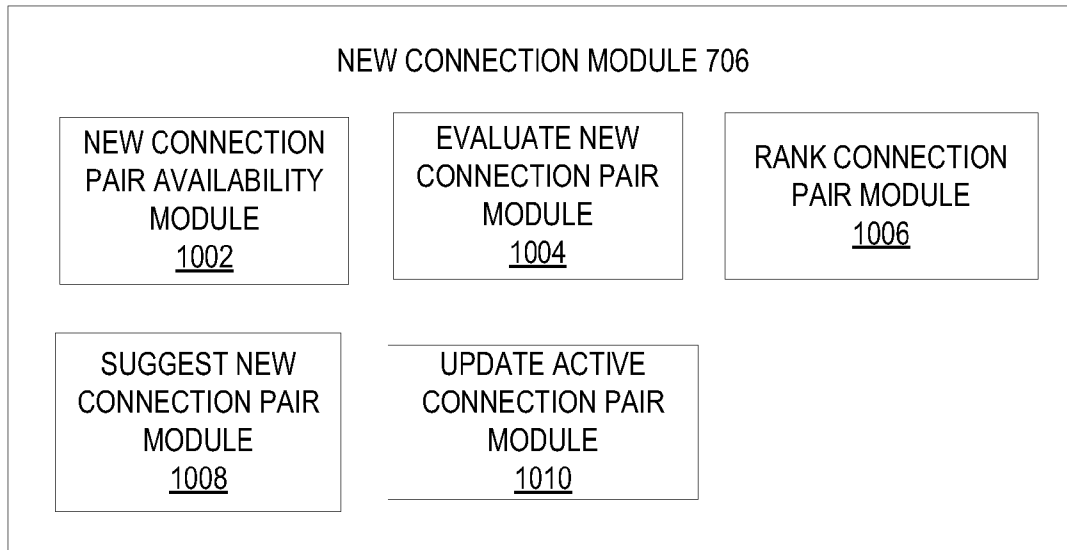 NEW CONNECTION MODULE 706
NEW CONNECTION
PAIR AVAILABILITY
MODULE
1002
EVALUATE NEW
CONNECTION PAIR
MODULE
1004
RANK CONNECTION
PAIR MODULE
1006
SUGGEST NEW
CONNECTION PAIR
MODULE
1008
UPDATE ACTIVE
CONNECTION PAIR
MODULE
1010